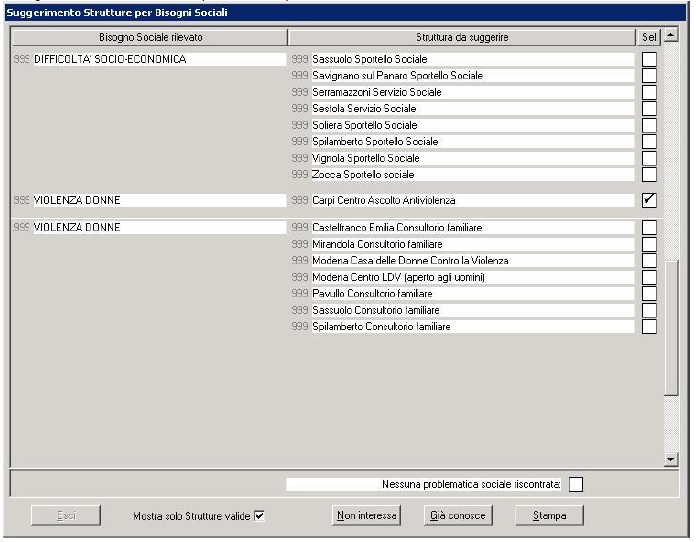 Suggerimento Strutture per Bisogni Sociali
Bisogno Sociale rilevato Struttura da suggerire Sel
999 DIFFICOLTA' SOCIO-ECONOMICA 999 Sassuolo Sportello Sociale
999 Savignano sul Panaro Sportello Sociale
999 Serramazzoni Servizio Sociale
999 Sestola Servizio Sociale
999 Soliera Sportello Sociale
999 Spilamberto Sportello Sociale
999 Vignola Sportello Sociale
999 Zocca Sportello sociale
999 VIOLENZA DONNE 999 Carpi Centro Ascolto Antiviolenza
999 VIOLENZA DONNE 999 Castelfranco Emilia Consultorio familiare
999 Mirandola Consultorio familiare
999 Modena Casa delle Donne Contro la Violenza
999 Modena Centro LDV (aperto agli uomini)
999 Pavullo Consultorio familiare
999 Sassuolo Consultorio familiare
999 Spilamberto Consultorio familiare
Nessuna problematica sociale riscontrata:
Esci Mostra solo Strutture valide Non interessa Già conosce Stampa